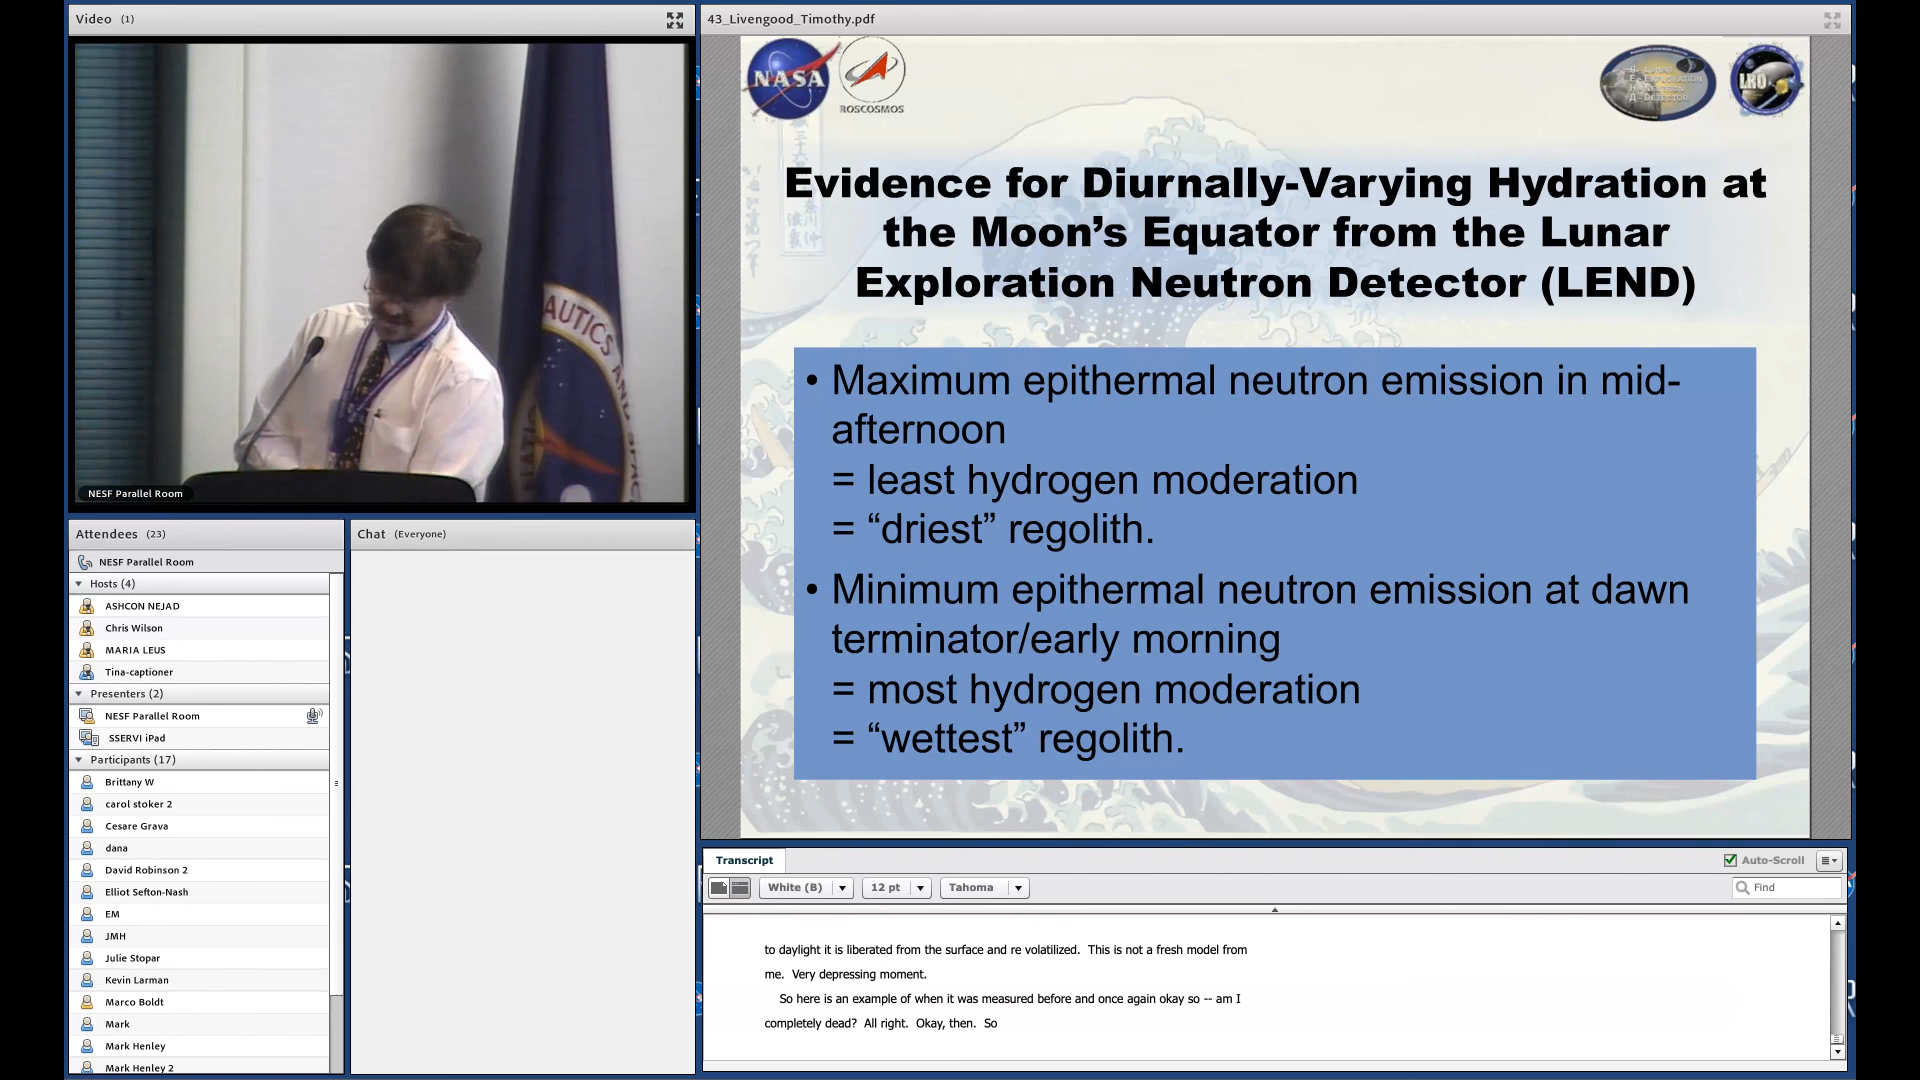 Video (1)
AUTICS AND SPACE
NATIO
NESF Parallel Room
Attendees (23)
NESF Parallel Room
Hosts (4)
ASHCON NEJAD
Chris Wilson
MARIA LEUS
Tina-captioner
Presenters (2)
NESF Parallel Room
SSERVI iPad
Participants (17)
Brittany W
carol stoker 2
Cesare Grava
dana
David Robinson 2
Elliot Sefton-Nash
EM
JMH
Julie Stopar
Kevin Larman
Marco Boldt
Mark
Mark Henley
Mark Henley 2
Chat (Everyone)
43_Livengood_Timothy.pdf
NASA
ROSCOSMOS
LRO
Evidence for Diurnally-Varying Hydration at
the Moon’s Equator from the Lunar
Exploration Neutron Detector (LEND)
• Maximum epithermal neutron emission in mid-
afternoon
= least hydrogen moderation
= “driest” regolith.
• Minimum epithermal neutron emission at dawn
terminator/early morning
= most hydrogen moderation
= “wettest” regolith.
Transcript
Auto-Scroll
White (B)
12 pt
Tahoma
Find
to daylight it is liberated from the surface and re volatilized.  This is not a fresh model from
me.  Very depressing moment.
So here is an example of when it was measured before and once again okay so -- am I
completely dead?  All right.  Okay, then.  So